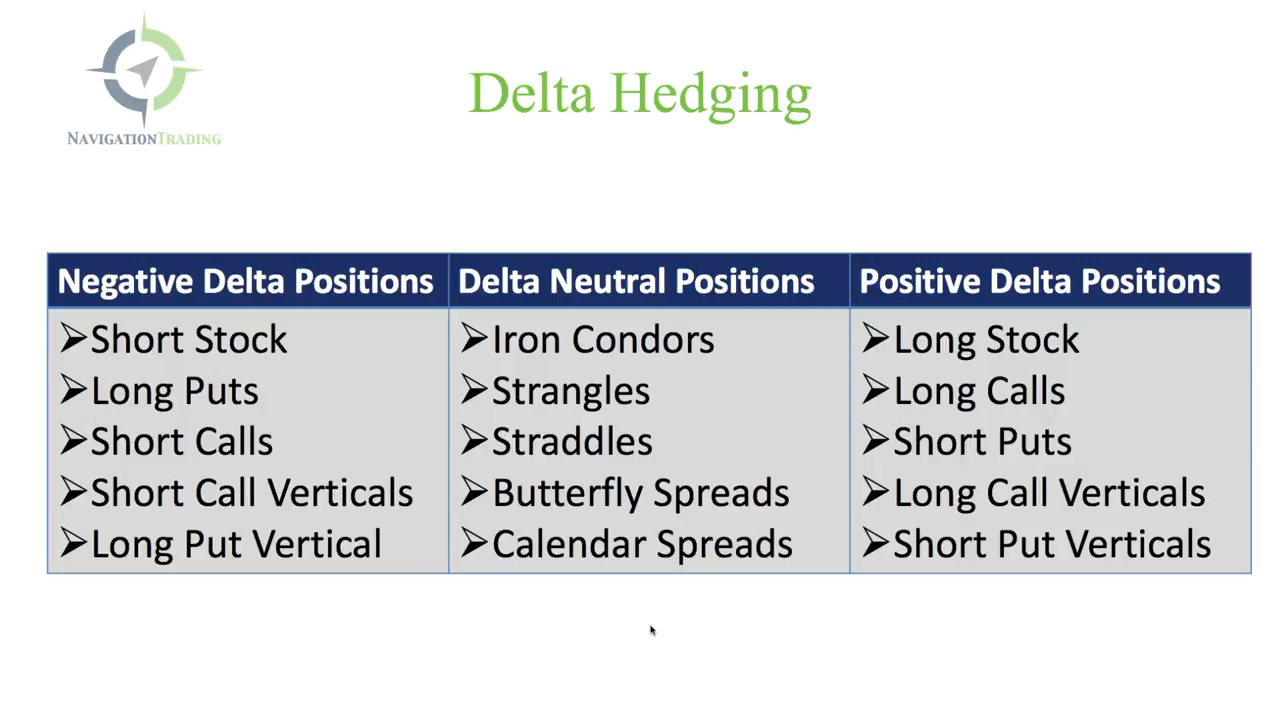 NAVIGATIONTRADING
Delta Hedging
Negative Delta Positions
Short Stock
Long Puts
Short Calls
Short Call Verticals
Long Put Vertical
Delta Neutral Positions
Iron Condors
Strangles
Straddles
Butterfly Spreads
Calendar Spreads
Positive Delta Positions
Long Stock
Long Calls
Short Puts
Long Call Verticals
Short Put Verticals